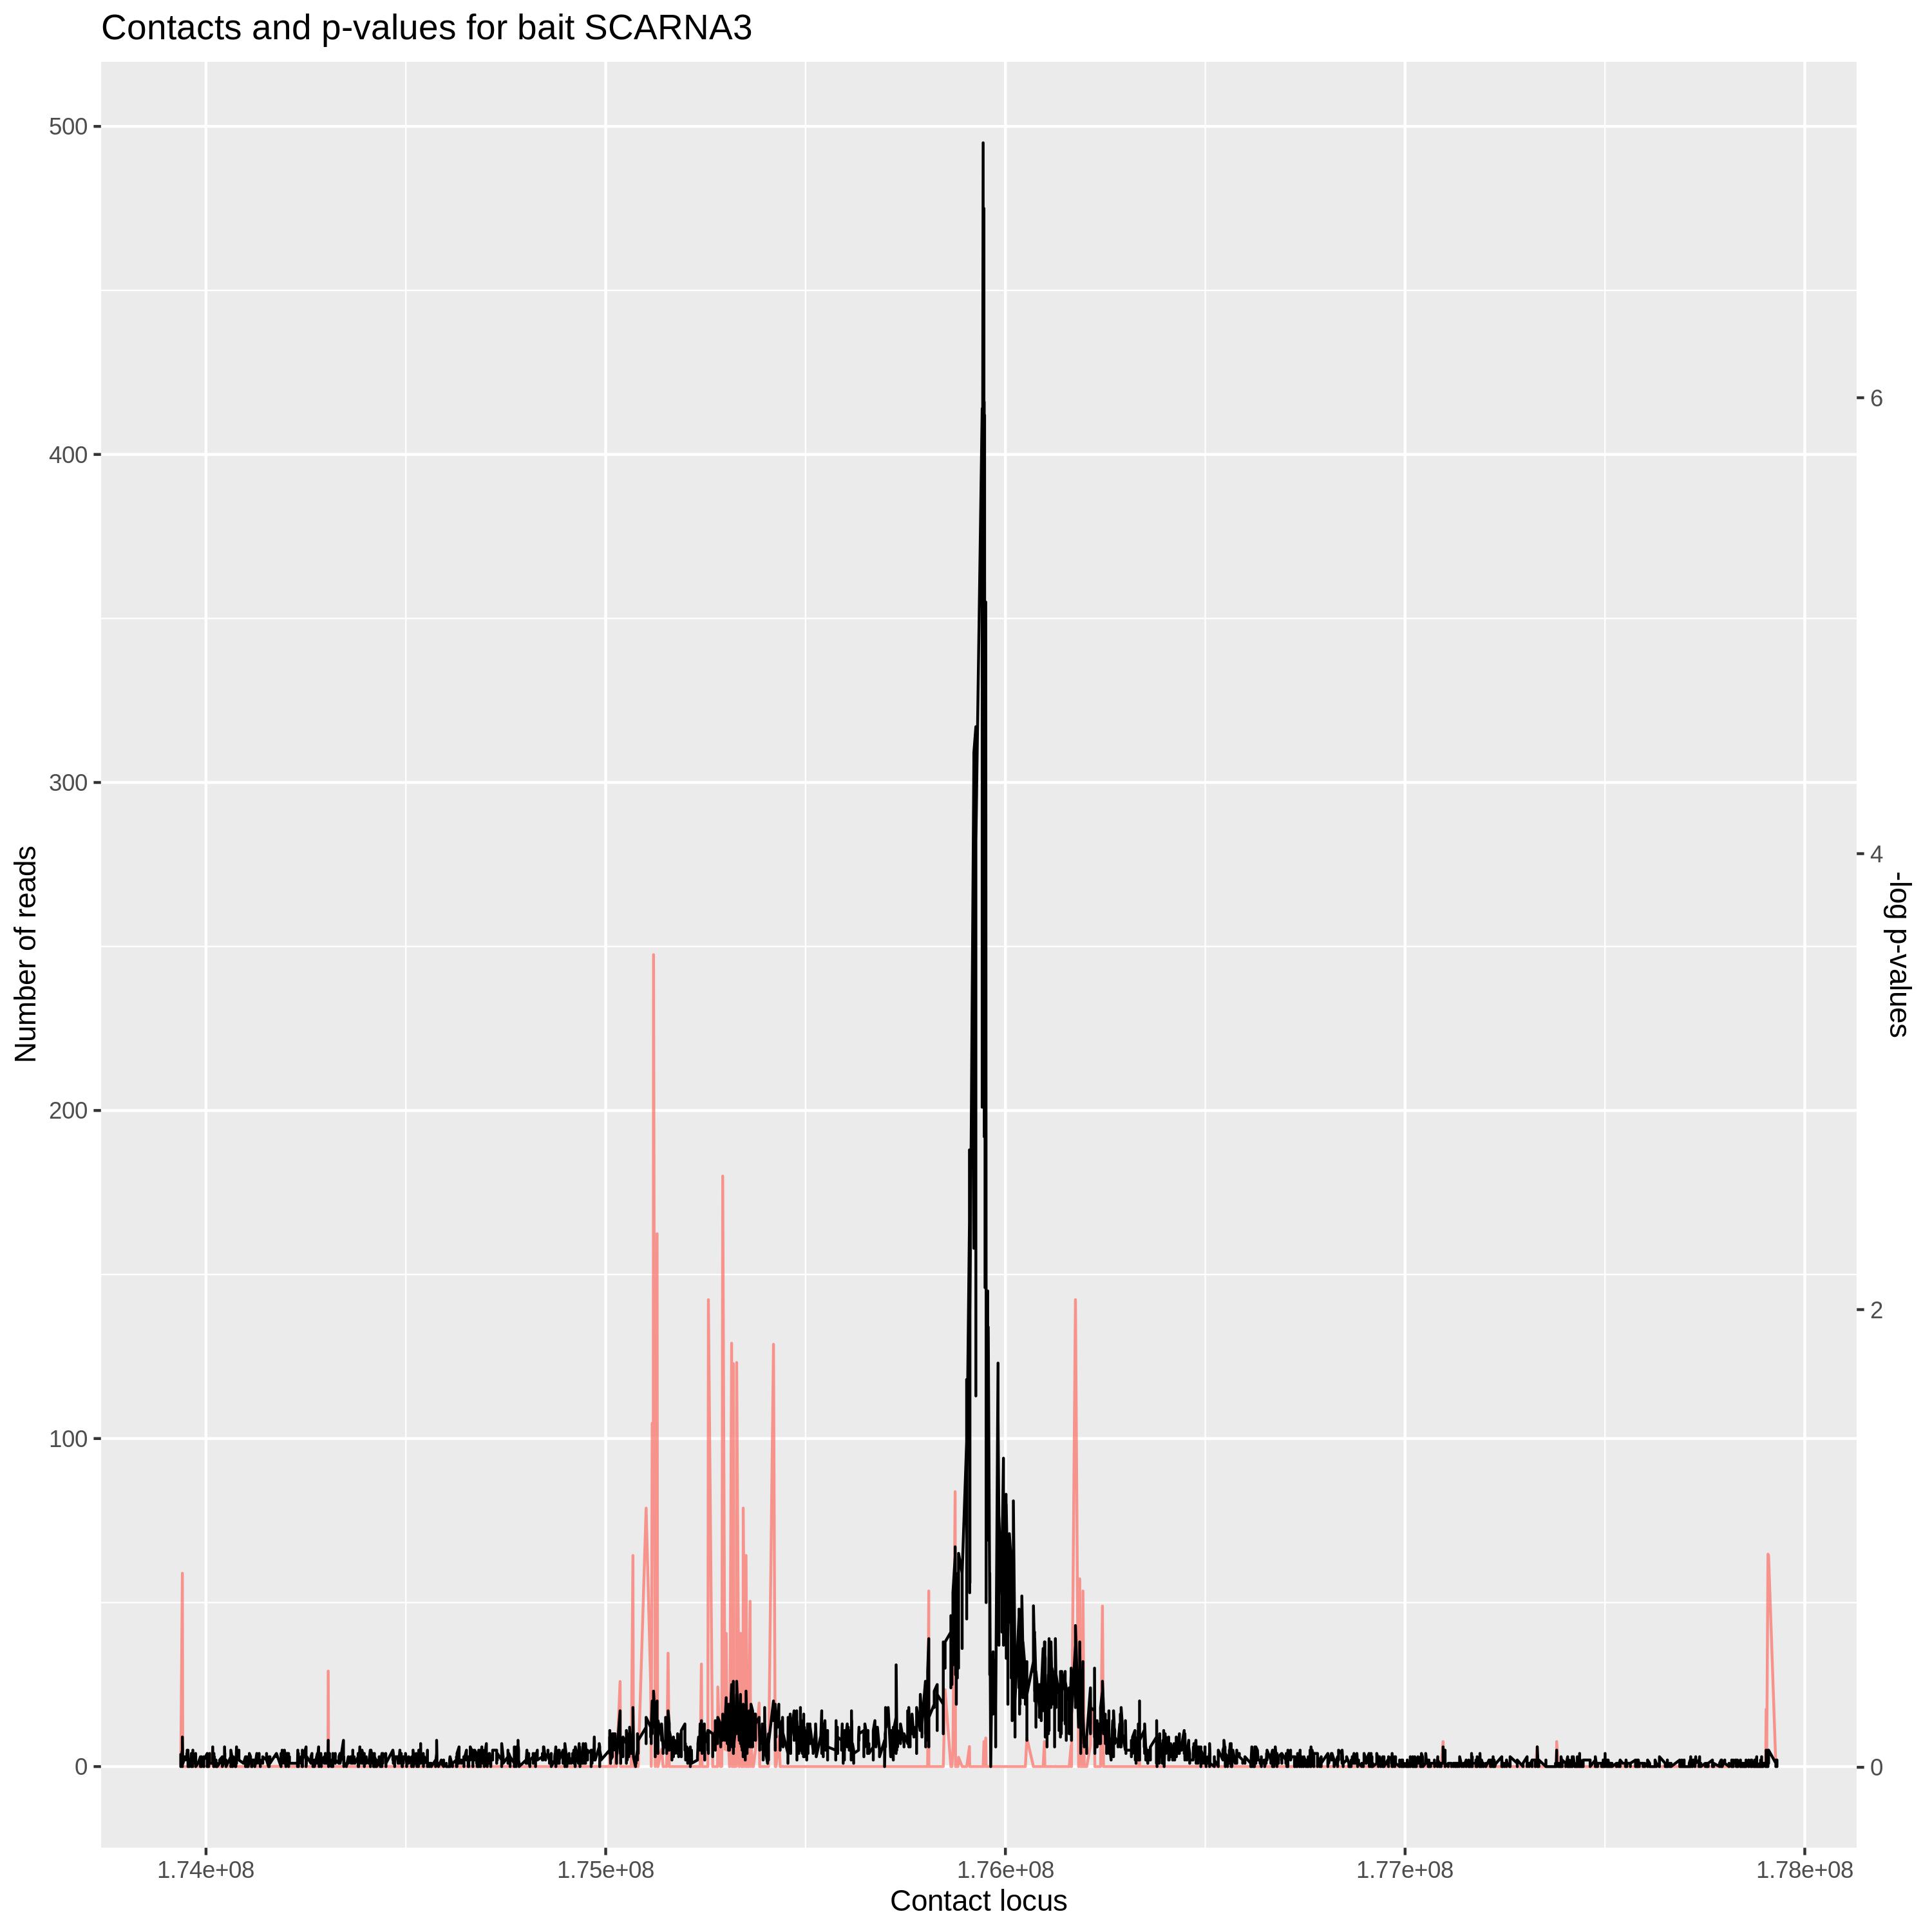 Contacts and p-values for bait SCARNA3
500
400
300
200
100
0
Number of reads
6
4
2
0
-log p-values
1.74e+08
1.75e+08
1.76e+08
1.77e+08
1.78e+08
Contact locus